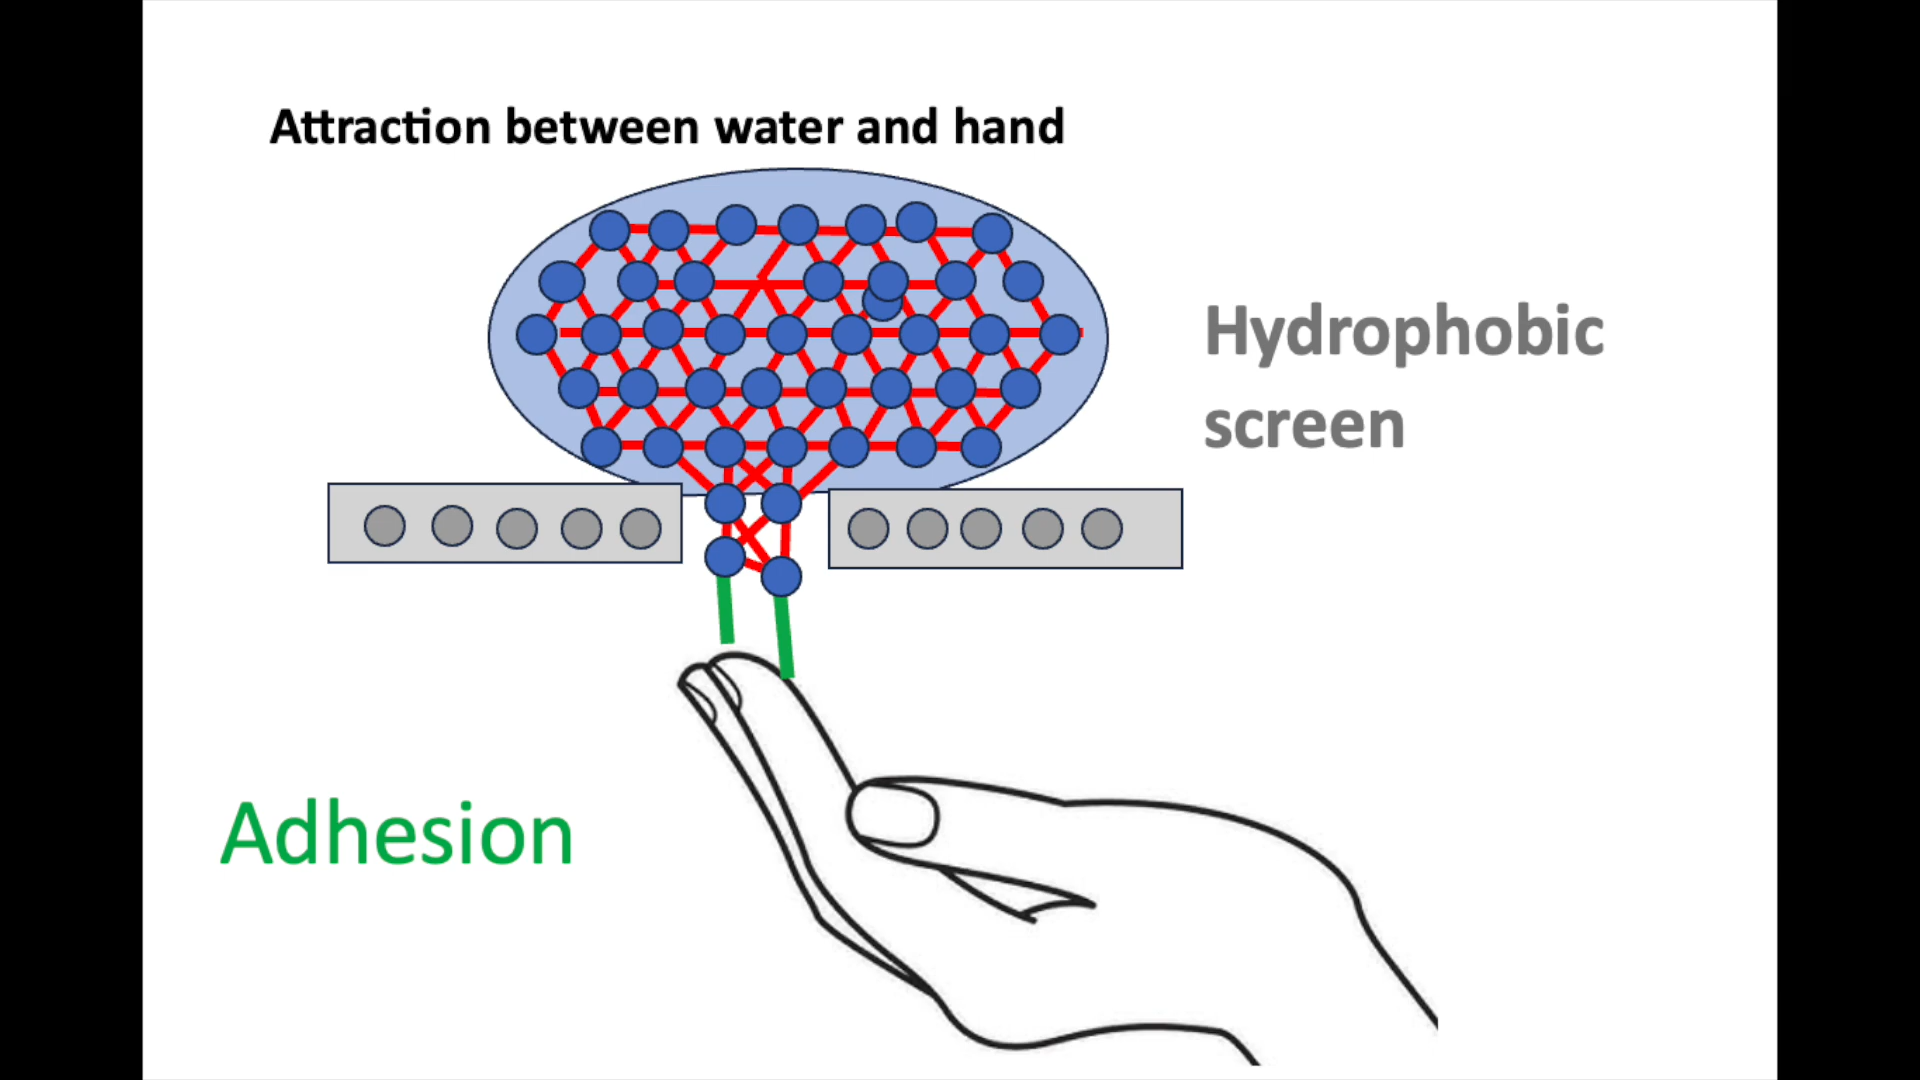 Attraction between water and hand
Hydrophobic
screen
Adhesion